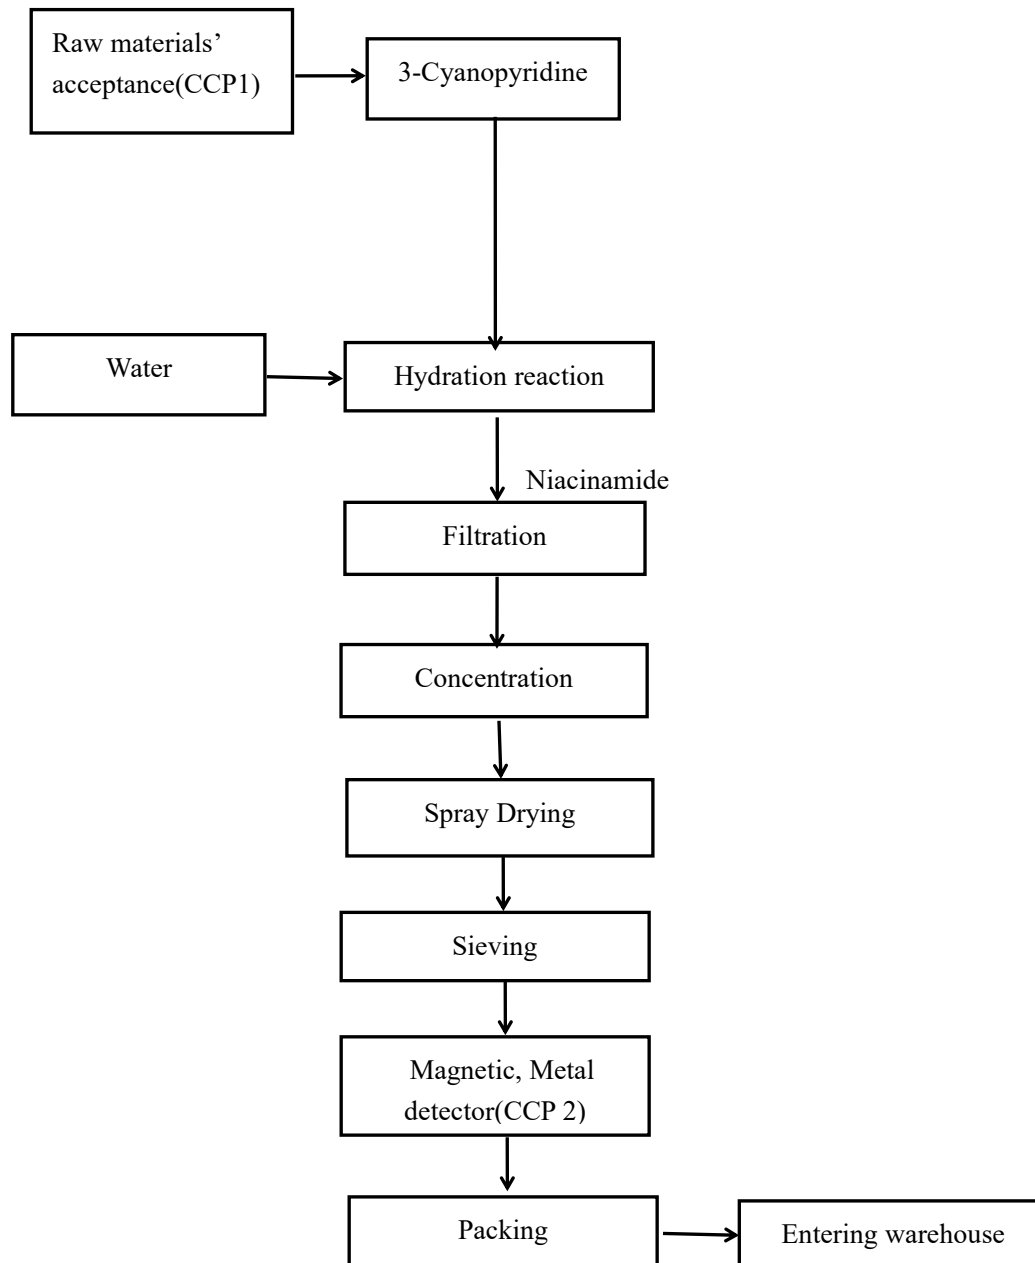 Raw materials’
acceptance(CCP1)
3-Cyanopyridine
Water
Hydration reaction
Niacinamide
Filtration
Concentration
Spray Drying
Sieving
Magnetic, Metal
detector(CCP 2)
Packing
Entering warehouse